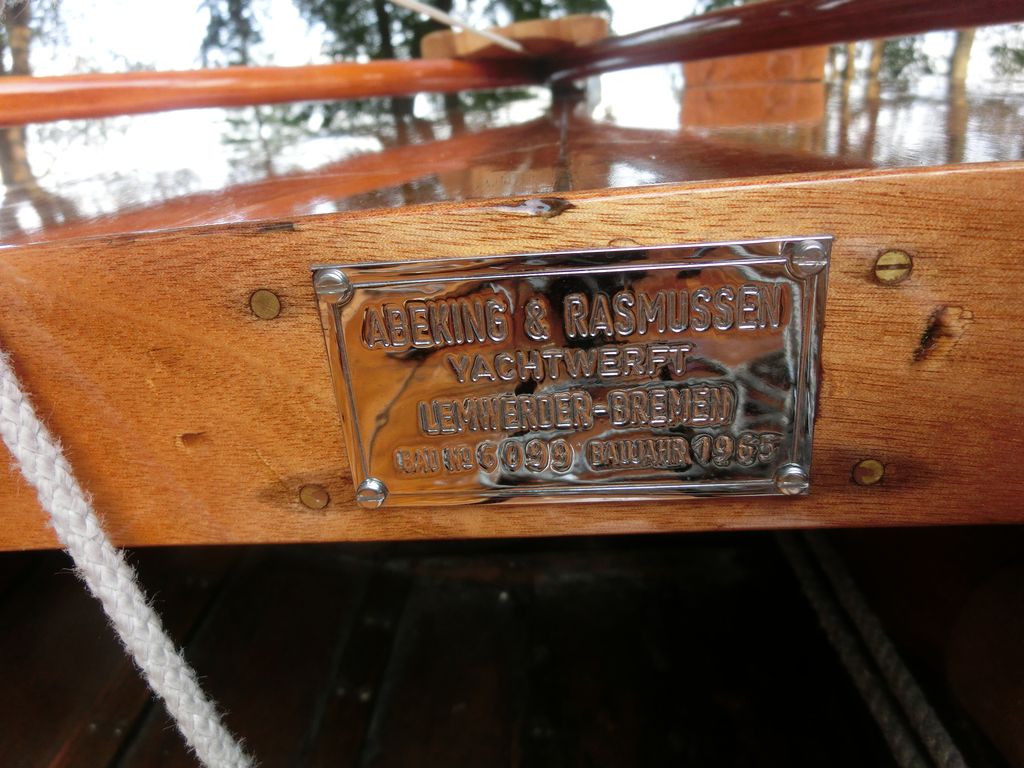 ABEKING & RASMUSSEN
YACHTWERFT
LEMWERDER-BREMEN
BAU No 6099 BAUJAHR 1965